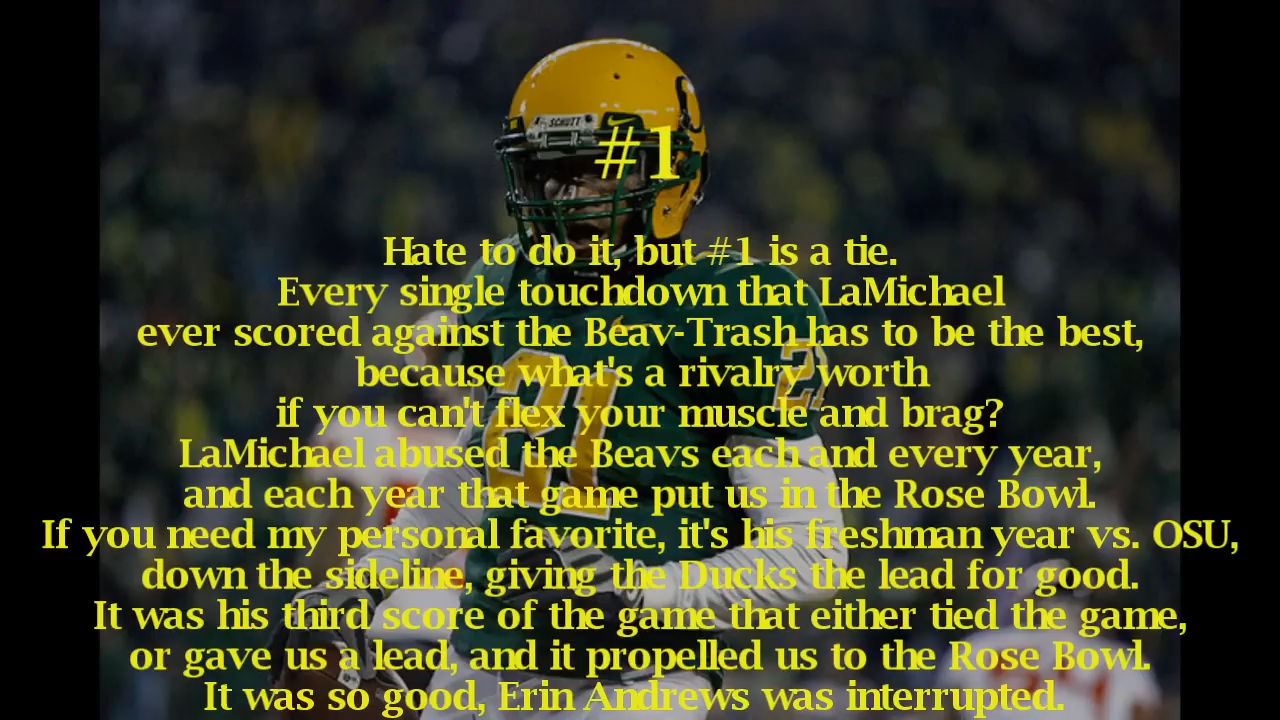 SCHUTT
#1
Hate to do it, but #1 is a tie.
Every single touchdown that LaMichael
ever scored against the Beav-Trash has to be the best,
because what's a rivalry worth
if you can't flex your muscle and brag?
LaMichael abused the Beavs each and every year,
and each year that game put us in the Rose Bowl.
If you need my personal favorite, it's his freshman year vs. OSU,
down the sideline, giving the Ducks the lead for good.
It was his third score of the game that either tied the game,
or gave us a lead, and it propelled us to the Rose Bowl.
It was so good, Erin Andrews was interrupted.
21
21